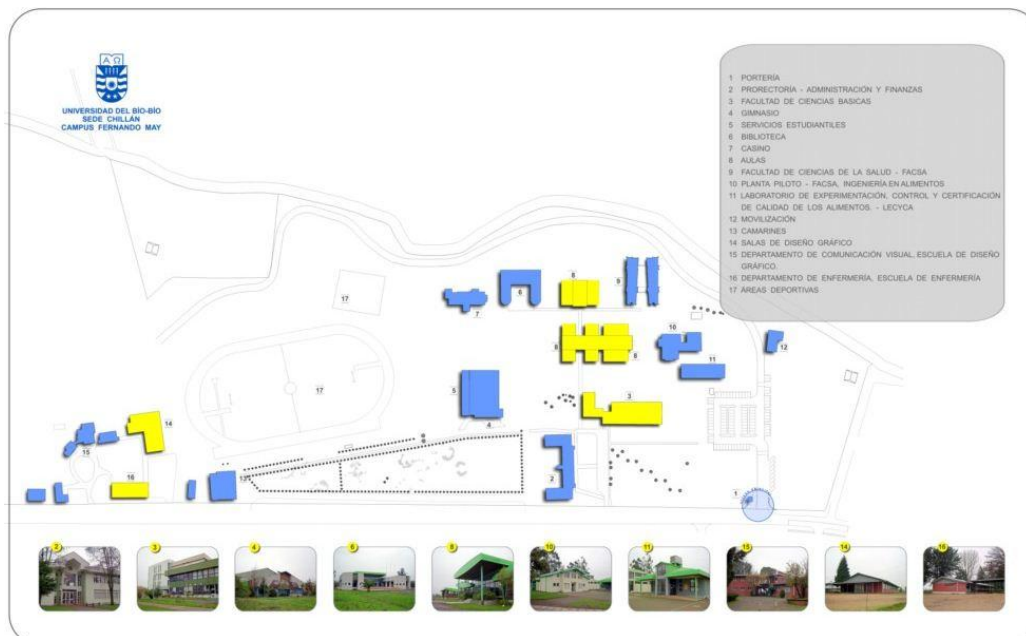 UNIVERSIDAD DEL BÍO-BÍO
SEDE CHILLÁN
CAMPUS FERNANDO MAY
1 PORTERÍA
2 PRORECTORÍA - ADMINISTRACIÓN Y FINANZAS
3 FACULTAD DE CIENCIAS BASICAS
4 GIMNASIO
5 SERVICIOS ESTUDIANTILES
6 BIBLIOTECA
7 CASINO
8 AULAS
9 FACULTAD DE CIENCIAS DE LA SALUD - FACSA
10 PLANTA PILOTO - FACSA, INGENIERÍA EN ALIMENTOS
11 LABORATORIO DE EXPERIMENTACIÓN, CONTROL Y CERTIFICACIÓN
DE CALIDAD DE LOS ALIMENTOS. - LECYCA
12 MOVILIZACIÓN
13 CAMARINES
14 SALAS DE DISEÑO GRÁFICO
15 DEPARTAMENTO DE COMUNICACIÓN VISUAL, ESCUELA DE DISEÑO
GRÁFICO.
16 DEPARTAMENTO DE ENFERMERÍA, ESCUELA DE ENFERMERÍA
17 ÁREAS DEPORTIVAS
8
9
6
17
7
10
12
8
8
11
17
5
3
4
14
15
16
13
2
1
2
3
4
6
8
10
11
15
14
16